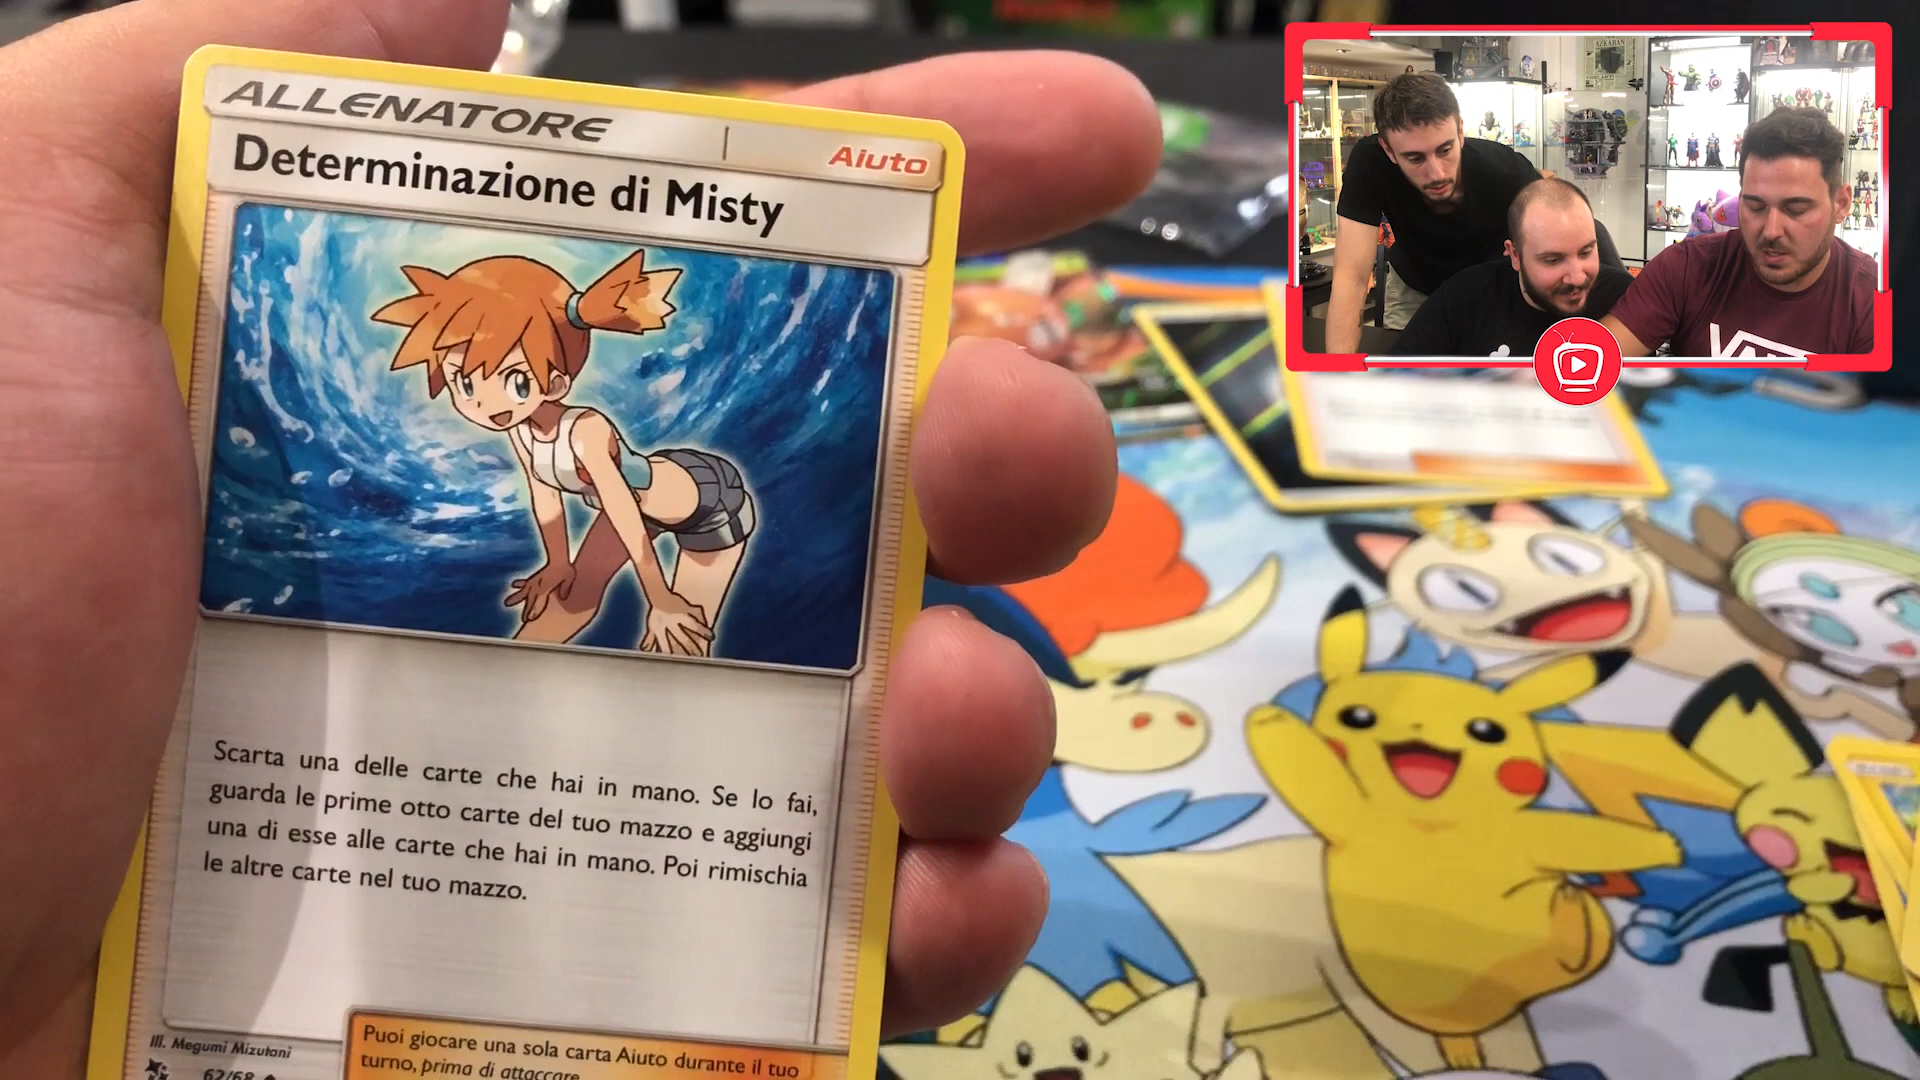 ALLENATORE
Aiuto
Determinazione di Misty
Scarta una delle carte che hai in mano. Se lo fai,
guarda le prime otto carte del tuo mazzo e aggiungi
una di esse alle carte che hai in mano. Poi rimischia
le altre carte nel tuo mazzo.
Ill. Megumi Mizutani
62/68
Puoi giocare una sola carta Aiuto durante il tuo
turno, prima di attaccare.
AZKABAN